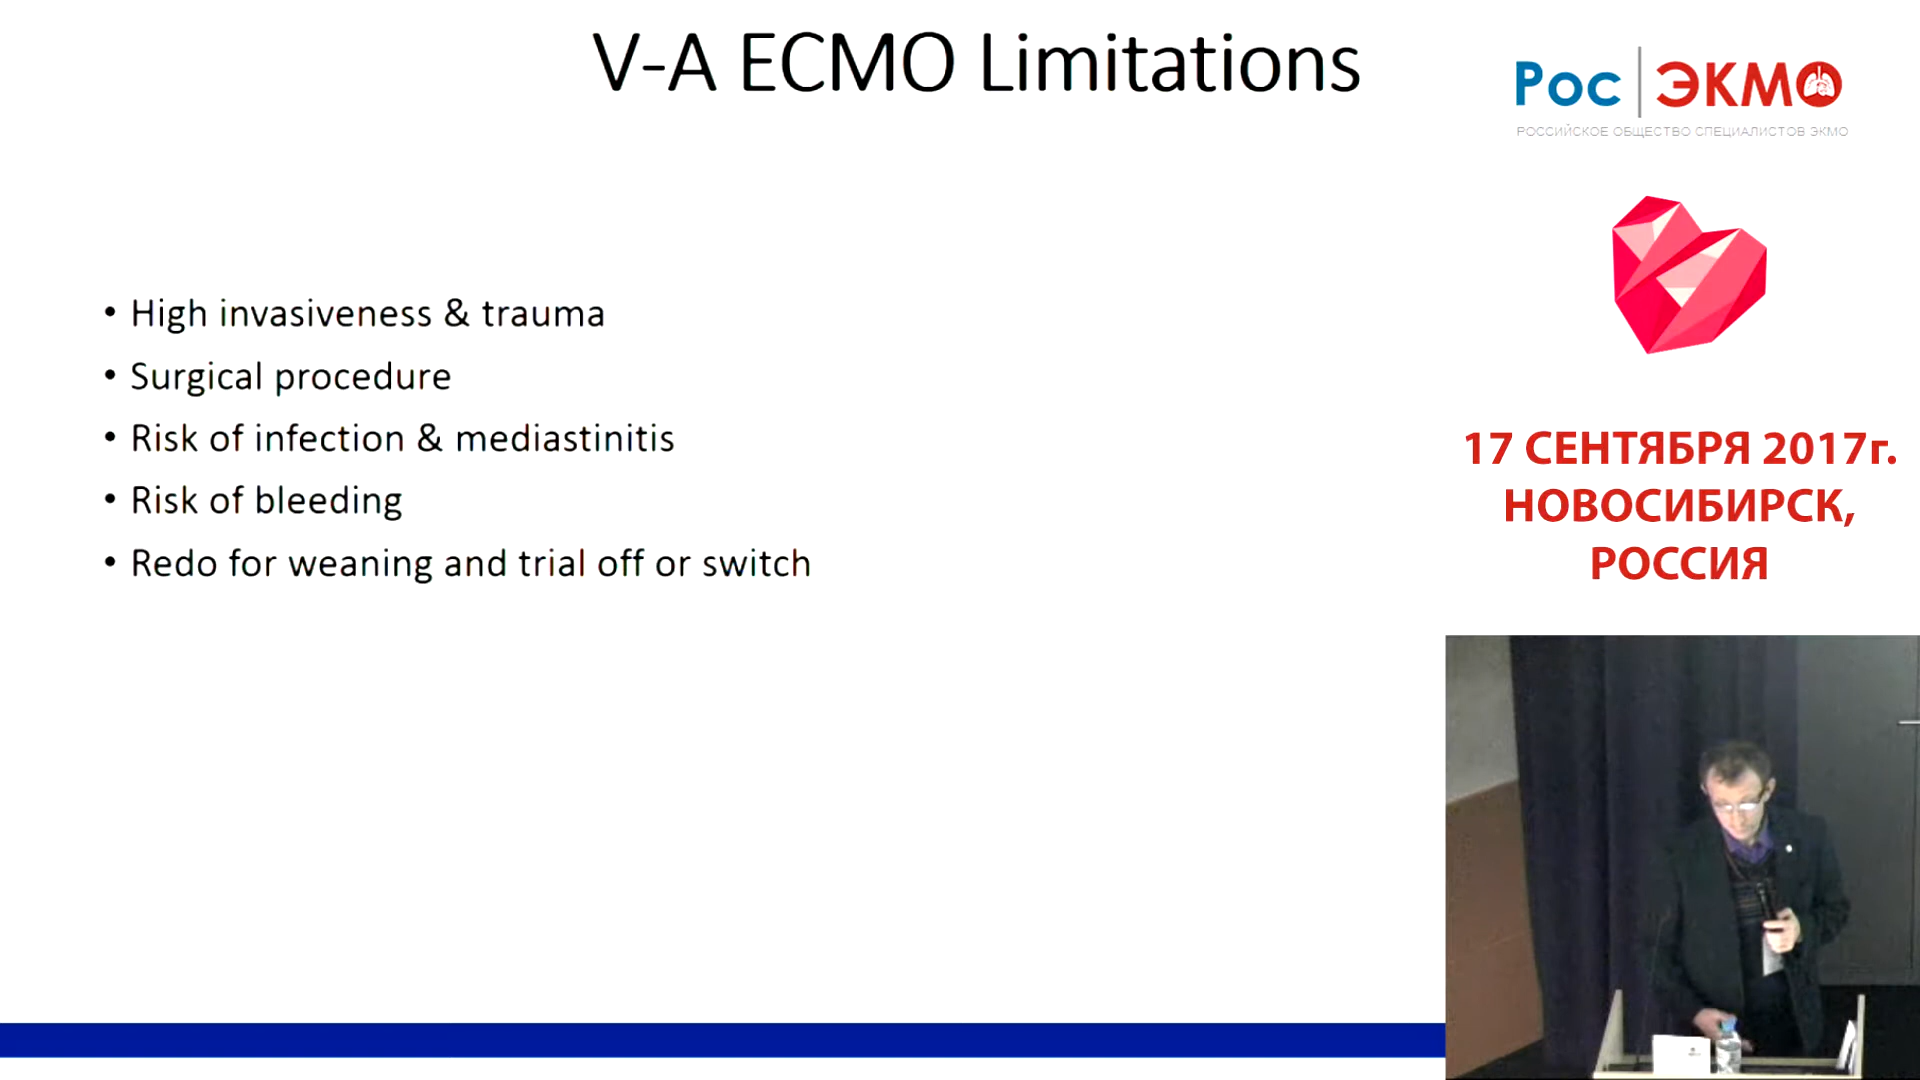 V-A ECMO Limitations
Рос ЭКМО
РОССИЙСКОЕ ОБЩЕСТВО СПЕЦИАЛИСТОВ ЭКМО
• High invasiveness & trauma
• Surgical procedure
• Risk of infection & mediastinitis
• Risk of bleeding
• Redo for weaning and trial off or switch
17 СЕНТЯБРЯ 2017г.
НОВОСИБИРСК,
РОССИЯ